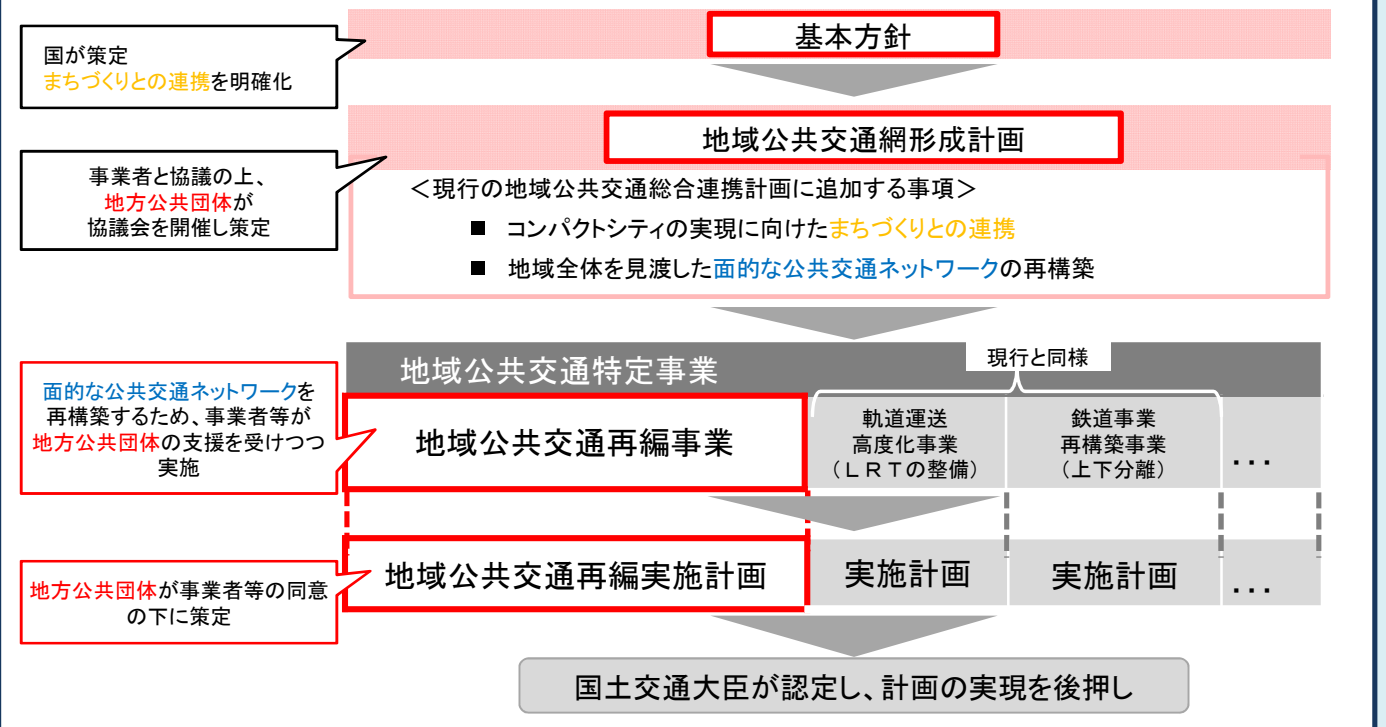 基本方針
国が策定
まちづくりとの連携を明確化
地域公共交通網形成計画
事業者と協議の上、
地方公共団体が
協議会を開催し策定
<現行の地域公共交通総合連携計画に追加する事項>
■ コンパクトシティの実現に向けたまちづくりとの連携
■ 地域全体を見渡した面的な公共交通ネットワークの再構築
地域公共交通特定事業
現行と同様
面的な公共交通ネットワークを
再構築するため、事業者等が
地方公共団体の支援を受けつつ
実施
地域公共交通再編事業
軌道運送
高度化事業
(LRTの整備)
鉄道事業
再構築事業
(上下分離)
・・・
地方公共団体が事業者等の同意
の下に策定
地域公共交通再編実施計画
実施計画
実施計画
・・・
国土交通大臣が認定し、計画の実現を後押し